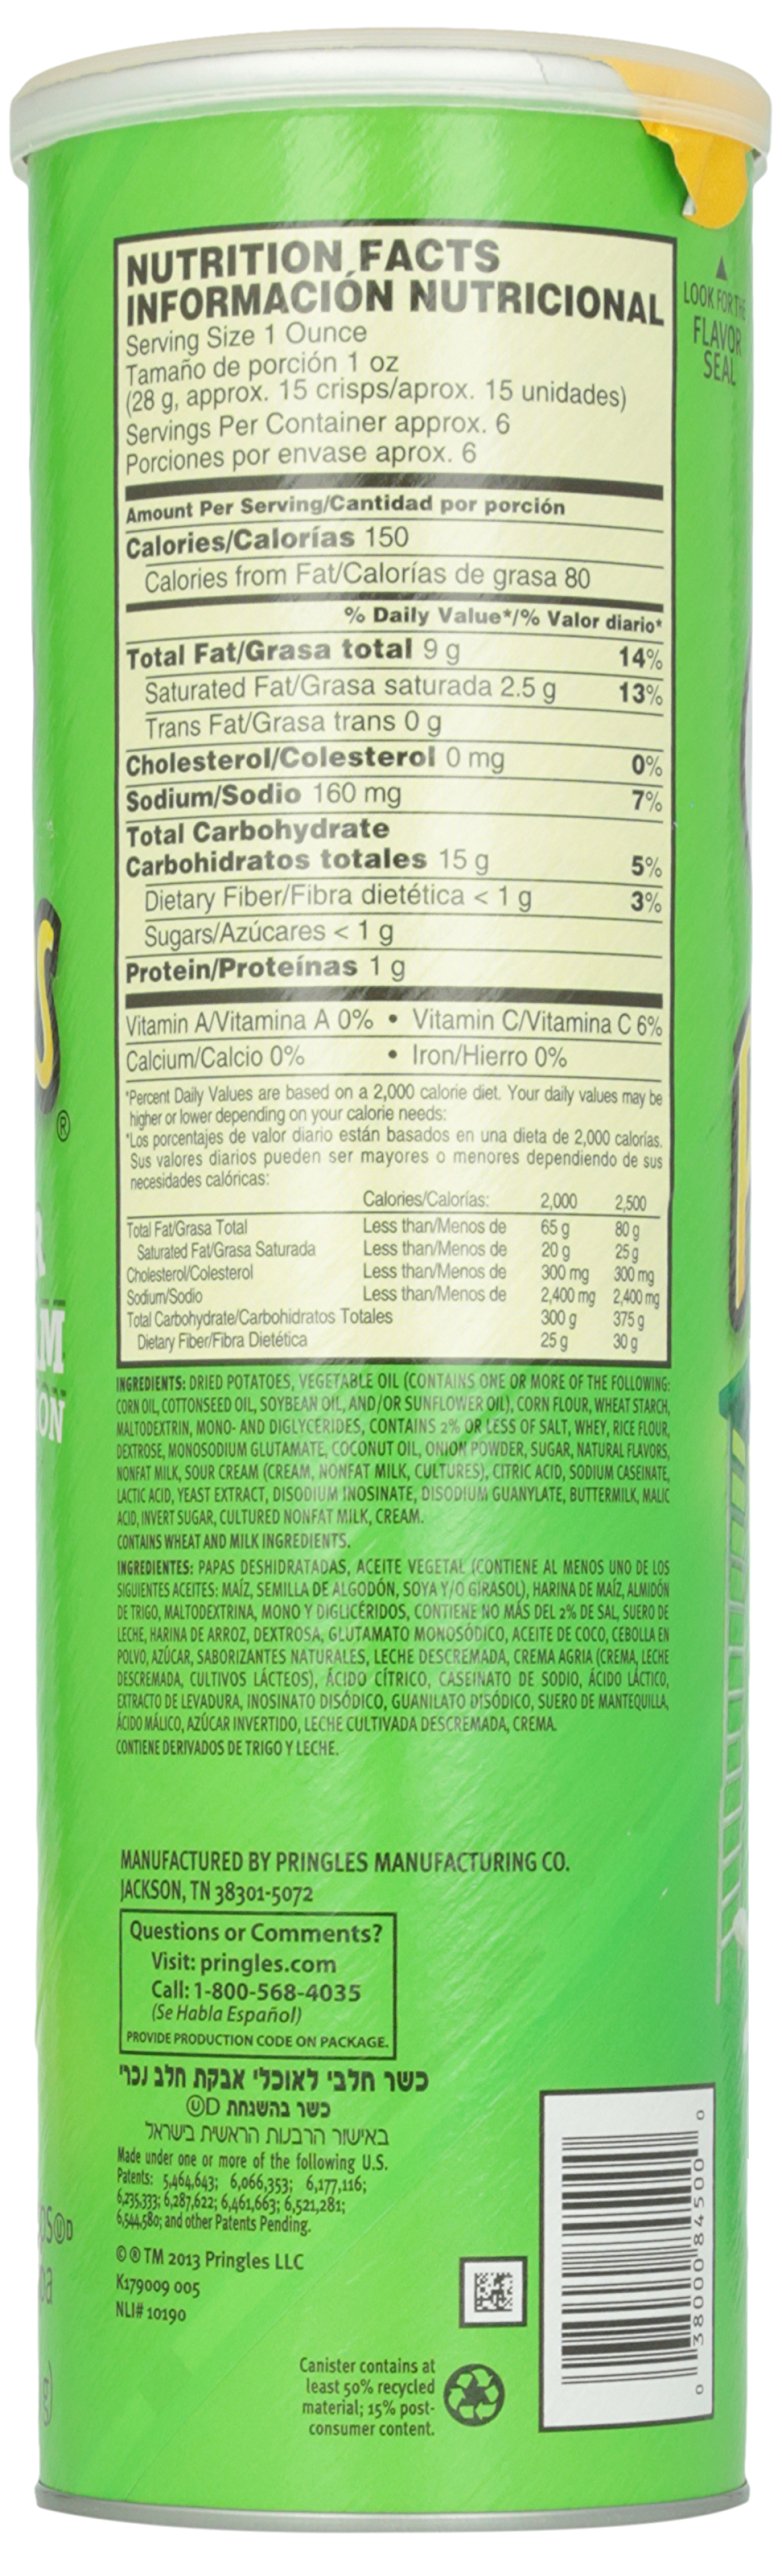 NUTRITION FACTS
INFORMACIÓN NUTRICIONAL
Serving Size 1 Ounce
Tamaño de porción 1 oz
(28 g, approx. 15 crisps/aprox. 15 unidades)
Servings Per Container approx. 6
Porciones por envase aprox. 6
Amount Per Serving/Cantidad por porción
Calories/Calorías 150
Calories from Fat/Calorías de grasa 80
% Daily Value*/% Valor diario*
Total Fat/Grasa total 9 g 14%
Saturated Fat/Grasa saturada 2.5 g 13%
Trans Fat/Grasa trans 0 g
Cholesterol/Colesterol 0 mg 0%
Sodium/Sodio 160 mg 7%
Total Carbohydrate
Carbohidratos totales 15 g 5%
Dietary Fiber/Fibra dietética < 1 g 3%
Sugars/Azúcares < 1 g
Protein/Proteínas 1 g
Vitamin A/Vitamina A 0% • Vitamin C/Vitamina C 6%
Calcium/Calcio 0% • Iron/Hierro 0%
*Percent Daily Values are based on a 2,000 calorie diet. Your daily values may be
higher or lower depending on your calorie needs:
*Los porcentajes de valor diario están basados en una dieta de 2,000 calorías.
Sus valores diarios pueden ser mayores o menores dependiendo de sus
necesidades calóricas:
Calories/Calorías: 2,000 2,500
Total Fat/Grasa Total Less than/Menos de 65 g 80 g
Saturated Fat/Grasa Saturada Less than/Menos de 20 g 25 g
Cholesterol/Colesterol Less than/Menos de 300 mg 300 mg
Sodium/Sodio Less than/Menos de 2,400 mg 2,400 mg
Total Carbohydrate/Carbohidratos Totales 300 g 375 g
Dietary Fiber/Fibra Dietética 25 g 30 g
INGREDIENTS: DRIED POTATOES, VEGETABLE OIL (CONTAINS ONE OR MORE OF THE FOLLOWING:
CORN OIL, COTTONSEED OIL, SOYBEAN OIL, AND/OR SUNFLOWER OIL), CORN FLOUR, WHEAT STARCH,
MALTODEXTRIN, MONO- AND DIGLYCERIDES, CONTAINS 2% OR LESS OF SALT, WHEY, RICE FLOUR,
DEXTROSE, MONOSODIUM GLUTAMATE, COCONUT OIL, ONION POWDER, SUGAR, NATURAL FLAVORS,
NONFAT MILK, SOUR CREAM (CREAM, NONFAT MILK, CULTURES), CITRIC ACID, SODIUM CASEINATE,
LACTIC ACID, YEAST EXTRACT, DISODIUM INOSINATE, DISODIUM GUANYLATE, BUTTERMILK, MALIC
ACID, INVERT SUGAR, CULTURED NONFAT MILK, CREAM.
CONTAINS WHEAT AND MILK INGREDIENTS.
INGREDIENTES: PAPAS DESHIDRATADAS, ACEITE VEGETAL (CONTIENE AL MENOS UNO DE LOS
SIGUIENTES ACEITES: MAÍZ, SEMILLA DE ALGODÓN, SOYA Y/O GIRASOL), HARINA DE MAÍZ, ALMIDÓN
DE TRIGO, MALTODEXTRINA, MONO Y DIGLICÉRIDOS, CONTIENE NO MÁS DEL 2% DE SAL, SUERO DE
LECHE, HARINA DE ARROZ, DEXTROSA, GLUTAMATO MONOSÓDICO, ACEITE DE COCO, CEBOLLA EN
POLVO, AZÚCAR, SABORIZANTES NATURALES, LECHE DESCREMADA, CREMA AGRIA (CREMA, LECHE
DESCREMADA, CULTIVOS LÁCTEOS), ÁCIDO CÍTRICO, CASEINATO DE SODIO, ÁCIDO LÁCTICO,
EXTRACTO DE LEVADURA, INOSINATO DISÓDICO, GUANILATO DISÓDICO, SUERO DE MANTEQUILLA,
ÁCIDO MÁLICO, AZÚCAR INVERTIDO, LECHE CULTIVADA DESCREMADA, CREMA.
CONTIENE DERIVADOS DE TRIGO Y LECHE.
MANUFACTURED BY PRINGLES MANUFACTURING CO.
JACKSON, TN 38301-5072
Questions or Comments?
Visit: pringles.com
Call: 1-800-568-4035
(Se Habla Español)
PROVIDE PRODUCTION CODE ON PACKAGE.
כשר חלבי לאוכלי אבקת חלב נכרי
כשר בהשגחת ⓊD
באישור הרבנות הראשית בישראל
Made under one or more of the following U.S.
Patents: 5,464,643; 6,066,353; 6,177,116;
6,235,333; 6,287,622; 6,461,663; 6,521,281;
6,544,580; and other Patents Pending.
© ® TM 2013 Pringles LLC
K179009 005
NLI# 10190
Canister contains at
least 50% recycled
material; 15% post-
consumer content.
0 38000 84500 0
LOOK FOR THE
FLAVOR
SEAL
S®
R
M
ON
ⓊD
g)